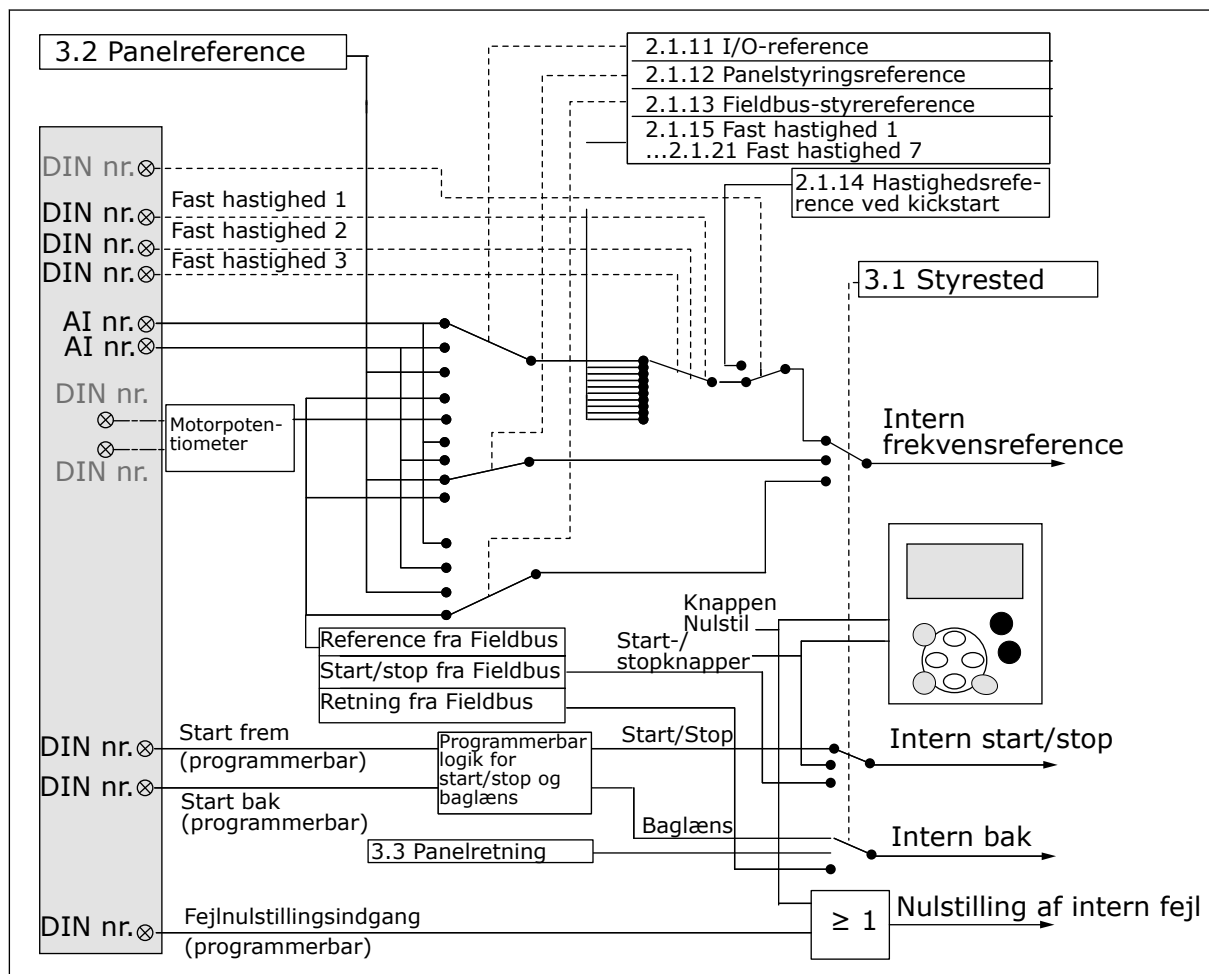 3.2 Panelreference
2.1.11 I/O-reference
2.1.12 Panelstyringsreference
2.1.13 Fieldbus-styrereference
2.1.15 Fast hastighed 1
...2.1.21 Fast hastighed 7
2.1.14 Hastighedsrefe-
rence ved kickstart
3.1 Styrested
DIN nr.
DIN nr.
Fast hastighed 1
DIN nr.
Fast hastighed 2
DIN nr.
Fast hastighed 3
AI nr.
AI nr.
DIN nr.
Motorpoten-
tiometer
DIN nr.
Intern
frekvensreference
Knappen
Nulstil
Start-/
stopknapper
Reference fra Fieldbus
Start/stop fra Fieldbus
Retning fra Fieldbus
DIN nr.
Start frem
(programmerbar)
DIN nr.
Start bak
(programmerbar)
Programmerbar
logik for
start/stop og
baglæns
Start/Stop
Intern start/stop
Baglæns
Intern bak
3.3 Panelretning
DIN nr.
Fejlnulstillingsindgang
(programmerbar)
≥ 1
Nulstilling af intern fejl